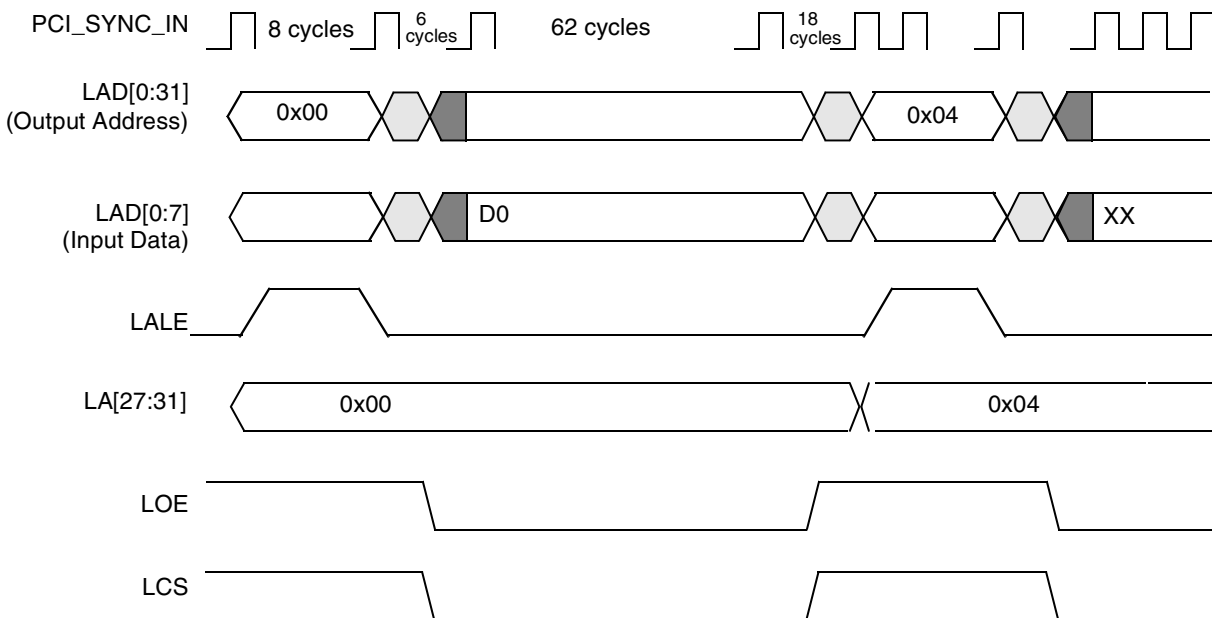 PCI_SYNC_IN
8 cycles
6
cycles
62 cycles
18
cycles
LAD[0:31]
(Output Address)
0x00
0x04
LAD[0:7]
(Input Data)
D0
XX
LALE
LA[27:31]
0x00
0x04
LOE
LCS